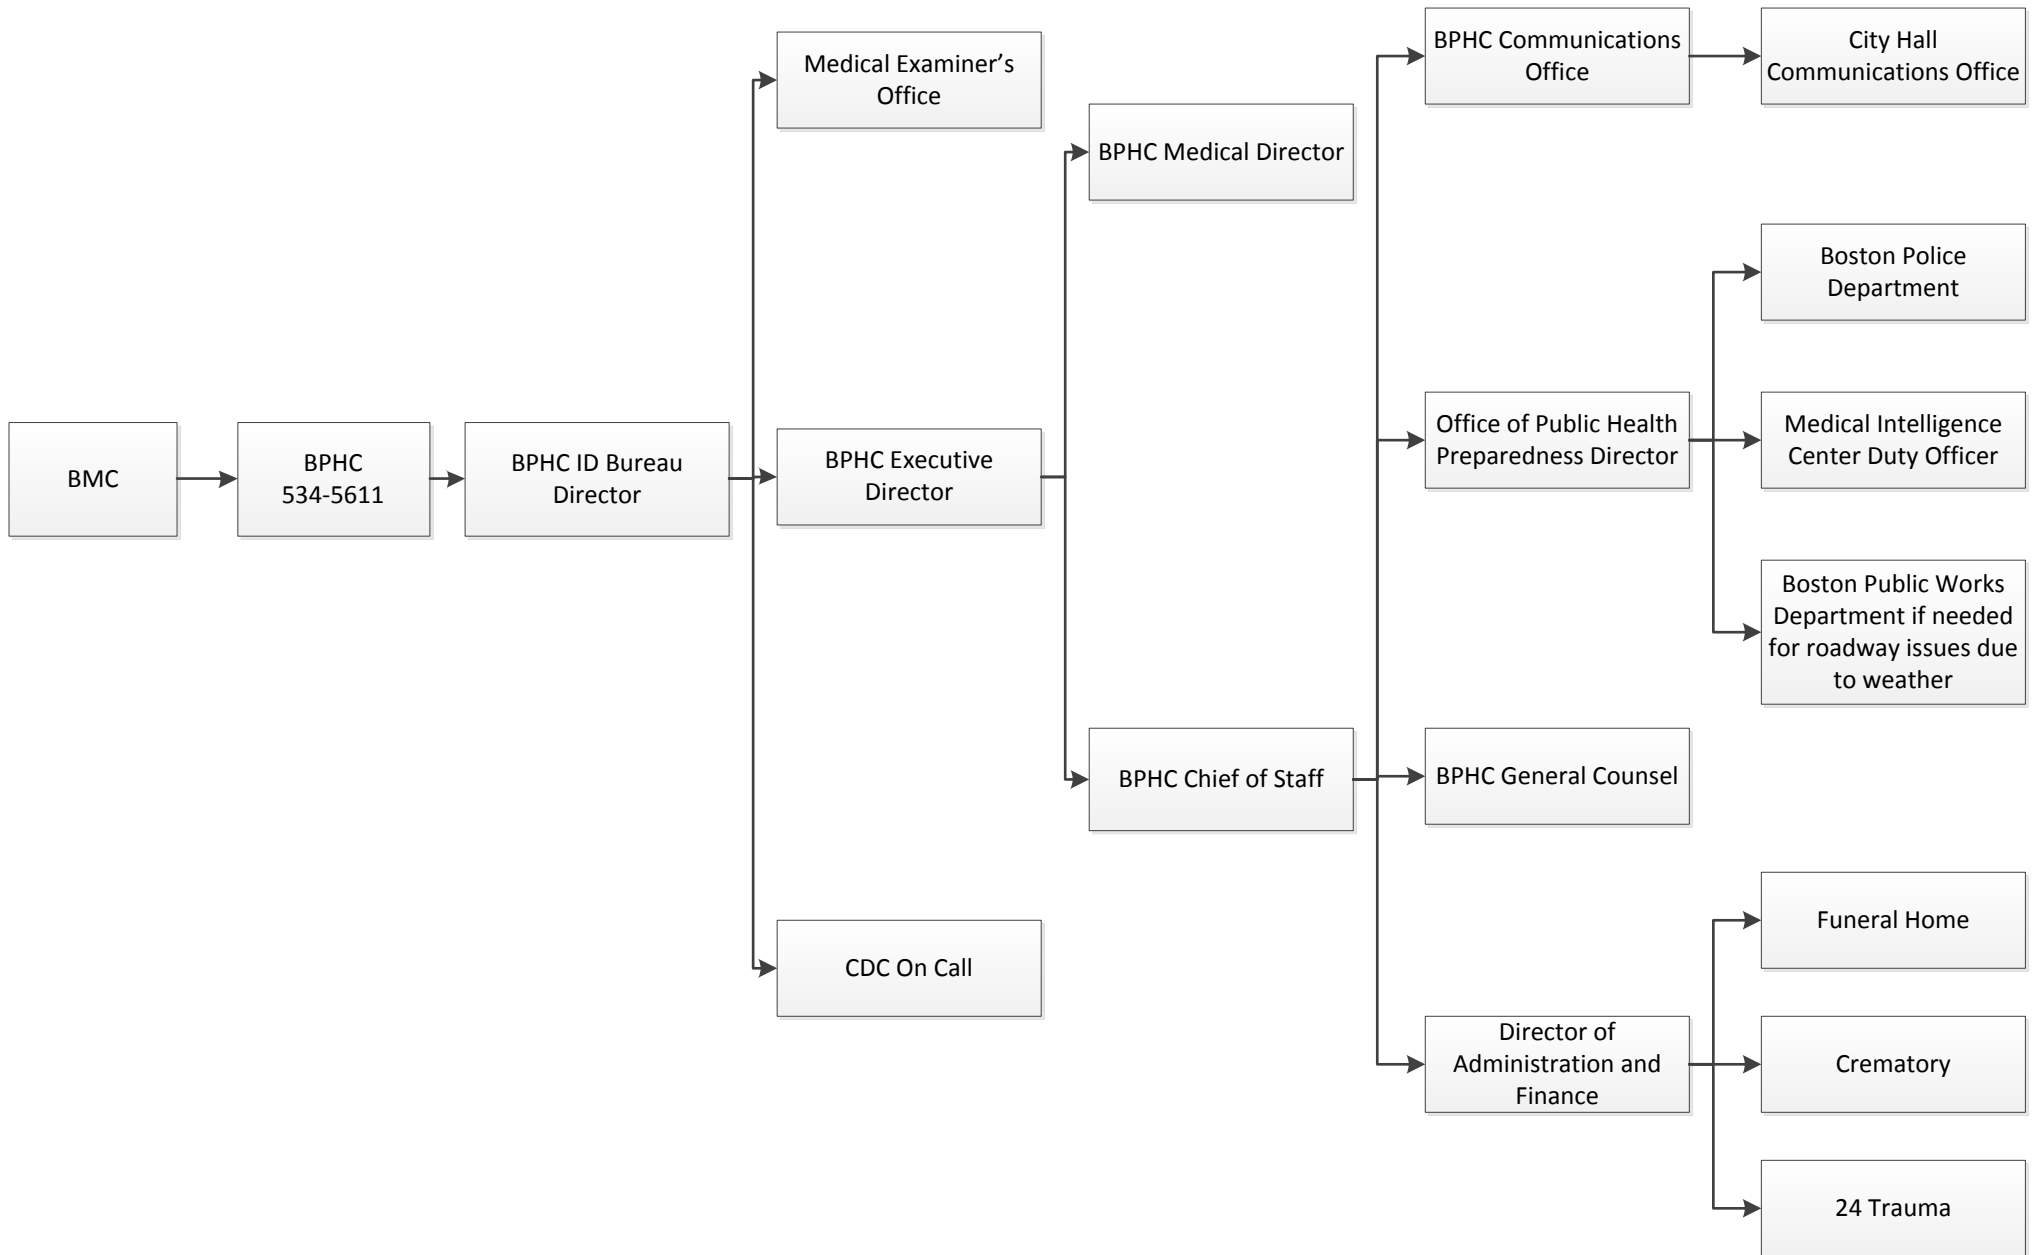 BMC
BPHC
534-5611
BPHC ID Bureau
Director
Medical Examiner’s
Office
BPHC Executive
Director
CDC On Call
BPHC Medical Director
BPHC Chief of Staff
BPHC Communications
Office
Office of Public Health
Preparedness Director
BPHC General Counsel
Director of
Administration and
Finance
City Hall
Communications Office
Boston Police
Department
Medical Intelligence
Center Duty Officer
Boston Public Works
Department if needed
for roadway issues due
to weather
Funeral Home
Crematory
24 Trauma